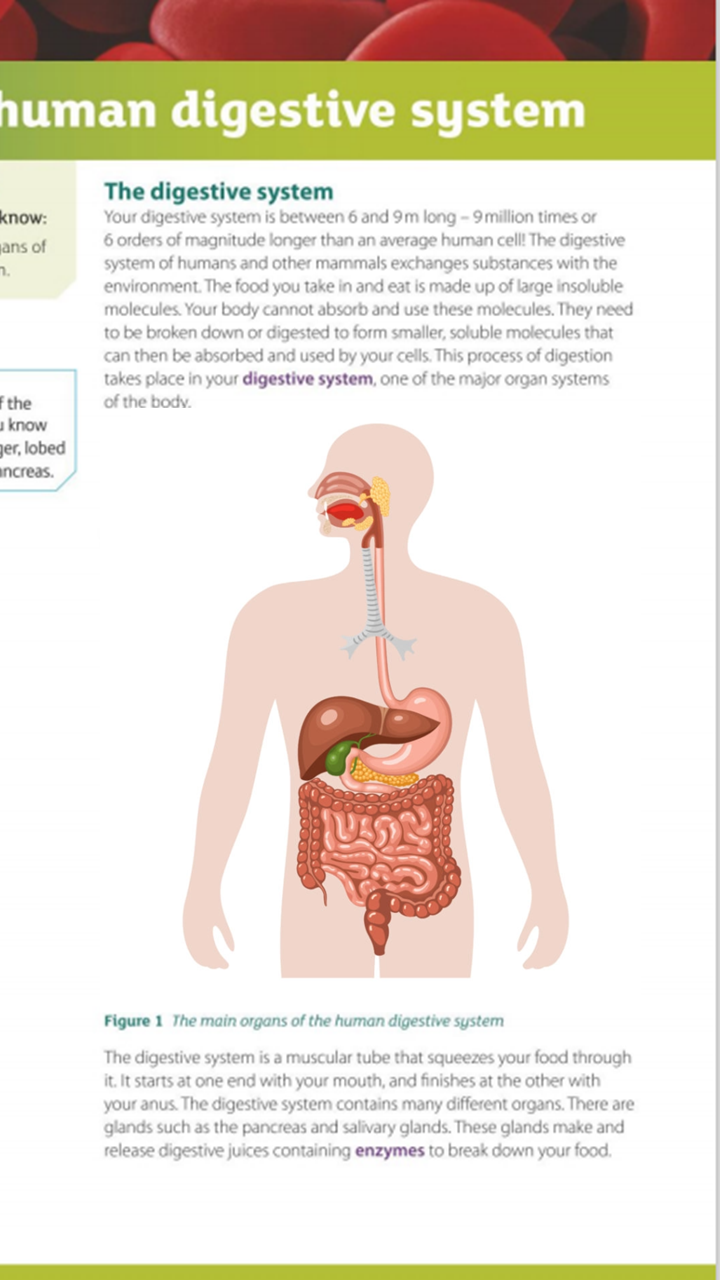 human digestive system
know:
gans of
n.
f the
u know
ger, lobed
ancreas.
The digestive system
Your digestive system is between 6 and 9 m long – 9 million times or
6 orders of magnitude longer than an average human cell! The digestive
system of humans and other mammals exchanges substances with the
environment. The food you take in and eat is made up of large insoluble
molecules. Your body cannot absorb and use these molecules. They need
to be broken down or digested to form smaller, soluble molecules that
can then be absorbed and used by your cells. This process of digestion
takes place in your digestive system, one of the major organ systems
of the body.
Figure 1 The main organs of the human digestive system
The digestive system is a muscular tube that squeezes your food through
it. It starts at one end with your mouth, and finishes at the other with
your anus. The digestive system contains many different organs. There are
glands such as the pancreas and salivary glands. These glands make and
release digestive juices containing enzymes to break down your food.